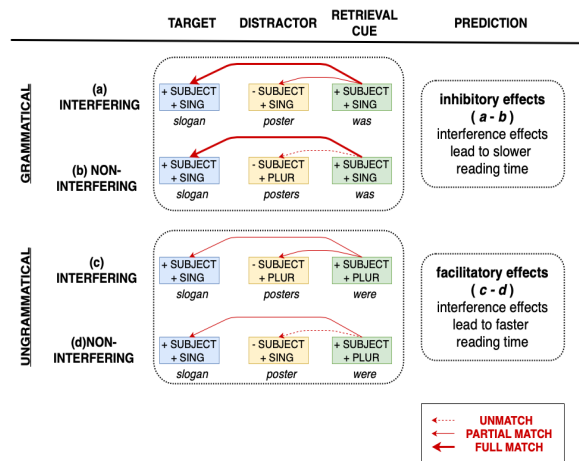 TARGET DISTRACTOR RETRIEVAL CUE PREDICTION
GRAMMATICAL
(a)
INTERFERING
+ SUBJECT
+ SING
- SUBJECT
+ SING
+ SUBJECT
+ SING
slogan poster was
(b) NON-
INTERFERING
+ SUBJECT
+ SING
- SUBJECT
+ PLUR
+ SUBJECT
+ SING
slogan posters was
inhibitory effects
( a - b )
interference effects
lead to slower
reading time
UNGRAMMATICAL
(c)
INTERFERING
+ SUBJECT
+ SING
- SUBJECT
+ PLUR
+ SUBJECT
+ PLUR
slogan posters were
(d)NON-
INTERFERING
+ SUBJECT
+ SING
- SUBJECT
+ SING
+ SUBJECT
+ PLUR
slogan poster were
facilitatory effects
( c - d )
interference effects
lead to faster
reading time
UNMATCH
PARTIAL MATCH
FULL MATCH